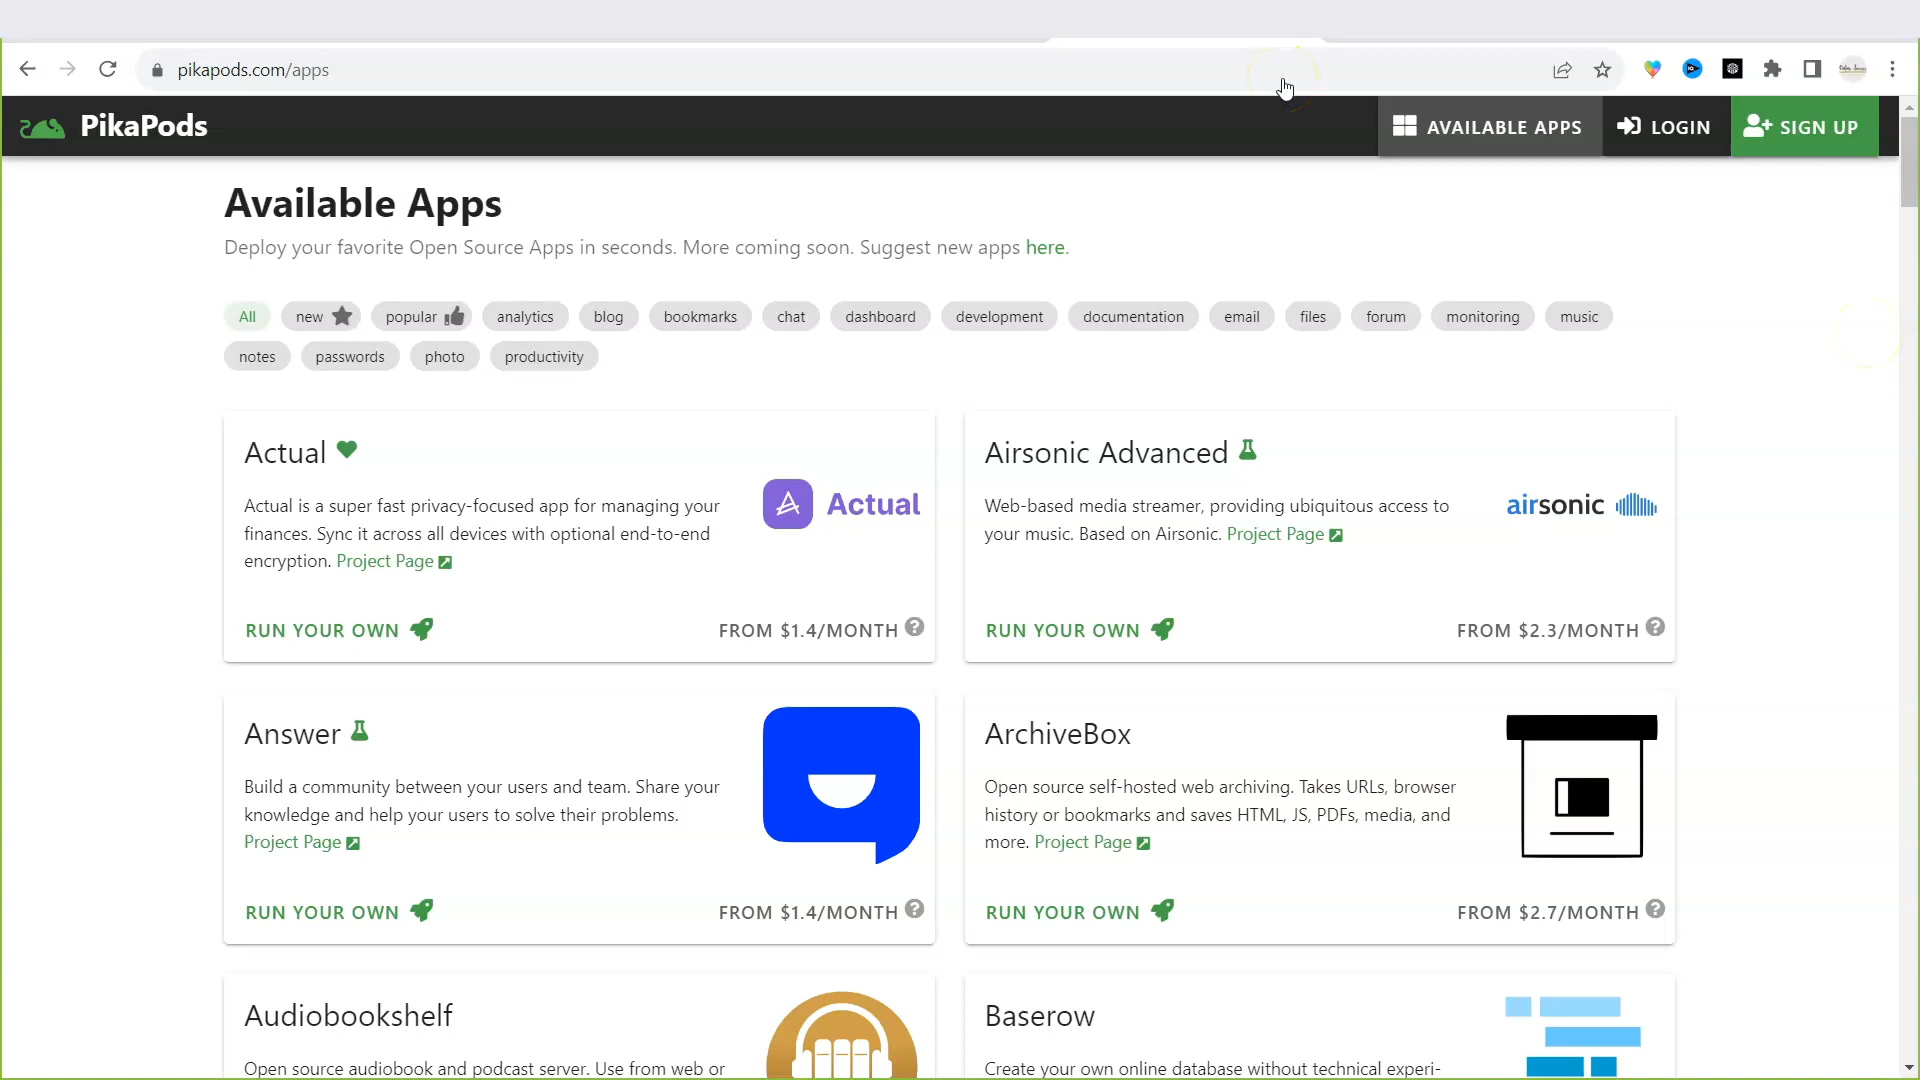 pikapods.com/apps
PikaPods
AVAILABLE APPS
LOGIN
SIGN UP
Available Apps
Deploy your favorite Open Source Apps in seconds. More coming soon. Suggest new apps here.
All new popular analytics blog bookmarks chat dashboard development documentation email files forum monitoring music
notes passwords photo productivity
Actual
Actual is a super fast privacy-focused app for managing your
finances. Sync it across all devices with optional end-to-end
encryption. Project Page
Actual
RUN YOUR OWN
FROM $1.4/MONTH
Airsonic Advanced
Web-based media streamer, providing ubiquitous access to
your music. Based on Airsonic. Project Page
airsonic
RUN YOUR OWN
FROM $2.3/MONTH
Answer
Build a community between your users and team. Share your
knowledge and help your users to solve their problems.
Project Page
RUN YOUR OWN
FROM $1.4/MONTH
ArchiveBox
Open source self-hosted web archiving. Takes URLs, browser
history or bookmarks and saves HTML, JS, PDFs, media, and
more. Project Page
RUN YOUR OWN
FROM $2.7/MONTH
Audiobookshelf
Open source audiobook and podcast server. Use from web or
Baserow
Create your own online database without technical experi-